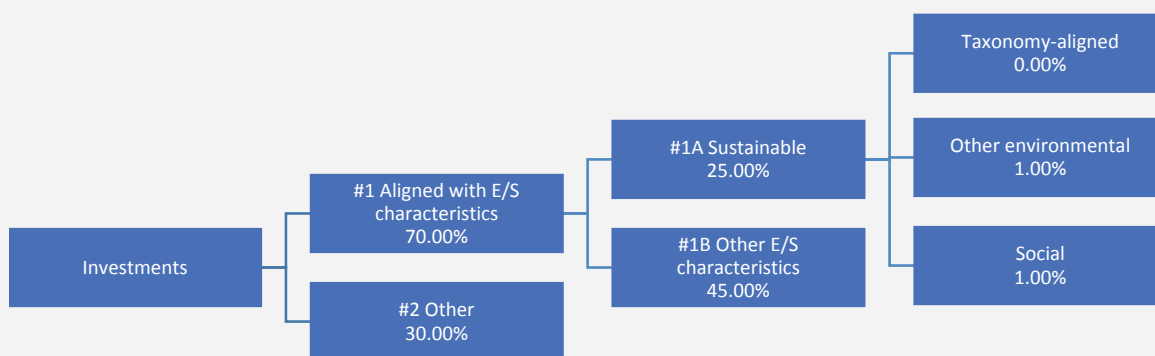 Investments
#1 Aligned with E/S
characteristics
70.00%
#2 Other
30.00%
#1A Sustainable
25.00%
#1B Other E/S
characteristics
45.00%
Taxonomy-aligned
0.00%
Other environmental
1.00%
Social
1.00%